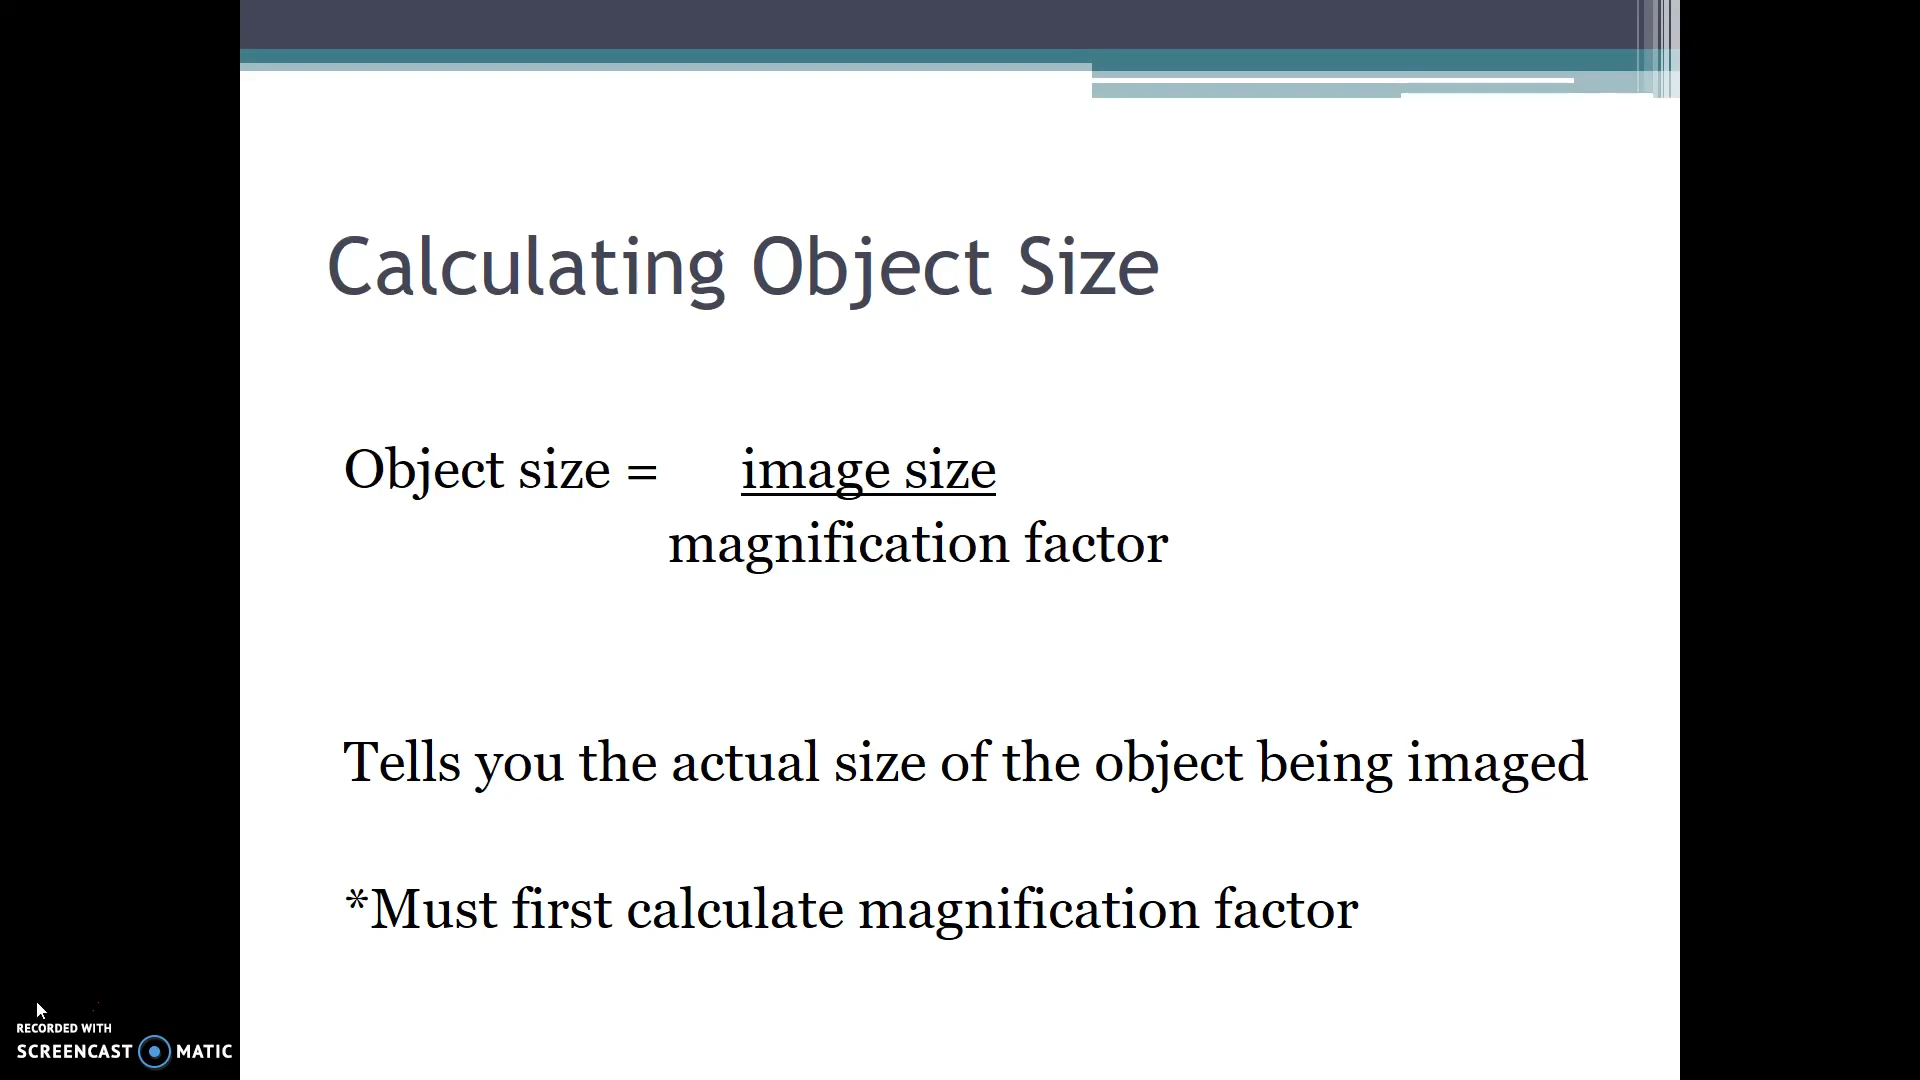 Calculating Object Size
Object size = image size
magnification factor
Tells you the actual size of the object being imaged
*Must first calculate magnification factor
RECORDED WITH
SCREENCAST MATIC